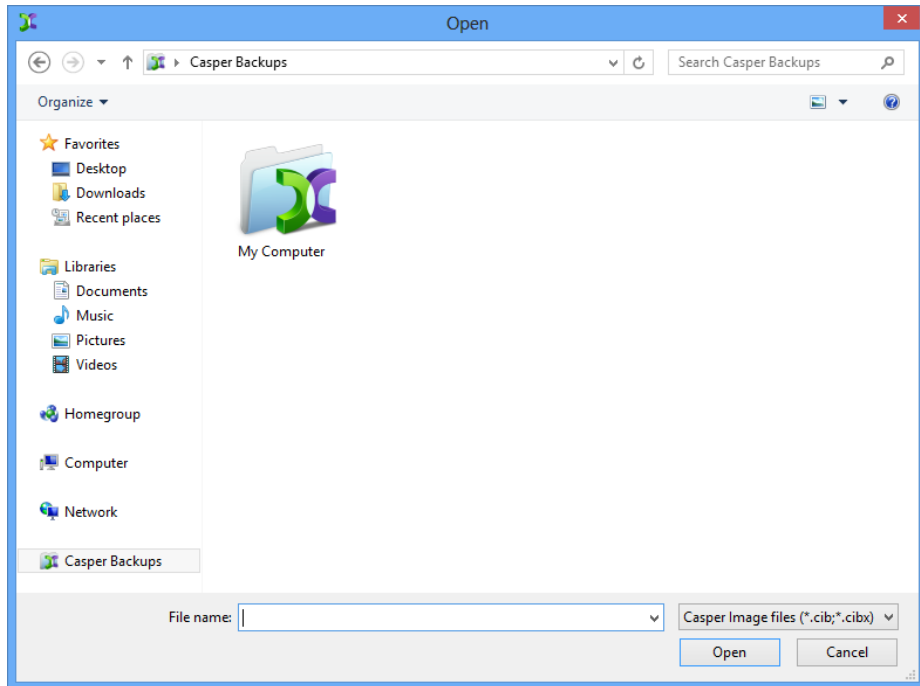 Open
Casper Backups
Search Casper Backups
Organize
Favorites
Desktop
Downloads
Recent places
Libraries
Documents
Music
Pictures
Videos
Homegroup
Computer
Network
Casper Backups
My Computer
File name:
Casper Image files (*.cib;*.cibx)
Open
Cancel